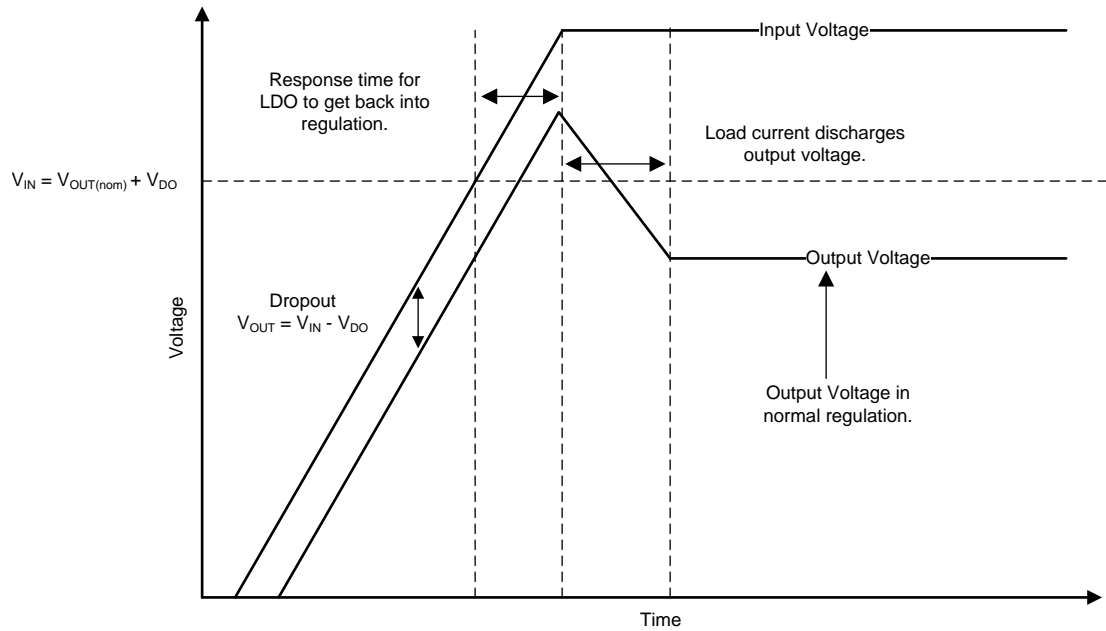 Input Voltage
Response time for
LDO to get back into
regulation.
Load current discharges
output voltage.
V_IN = V_OUT(nom) + V_DO
Output Voltage
Dropout
V_OUT = V_IN - V_DO
Voltage
Output Voltage in
normal regulation.
Time